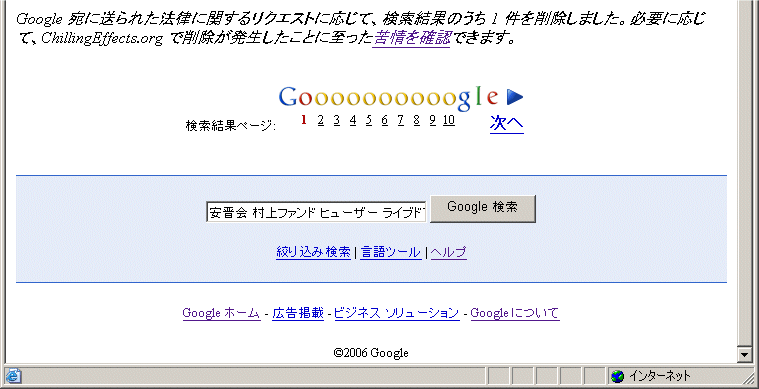 Google 宛に送られた法律に関するリクエストに応じて、検索結果のうち 1 件を削除しました。必要に応じ
て、ChillingEffects.org で削除が発生したことに至った苦情を確認できます。
Goooooooooogle
検索結果ページ: 1 2 3 4 5 6 7 8 9 10 次へ
安晋会 村上ファンド ヒューザー ライブド Google 検索
絞り込み検索 | 言語ツール | ヘルプ
Google ホーム - 広告掲載 - ビジネス ソリューション - Google について
©2006 Google
インターネット